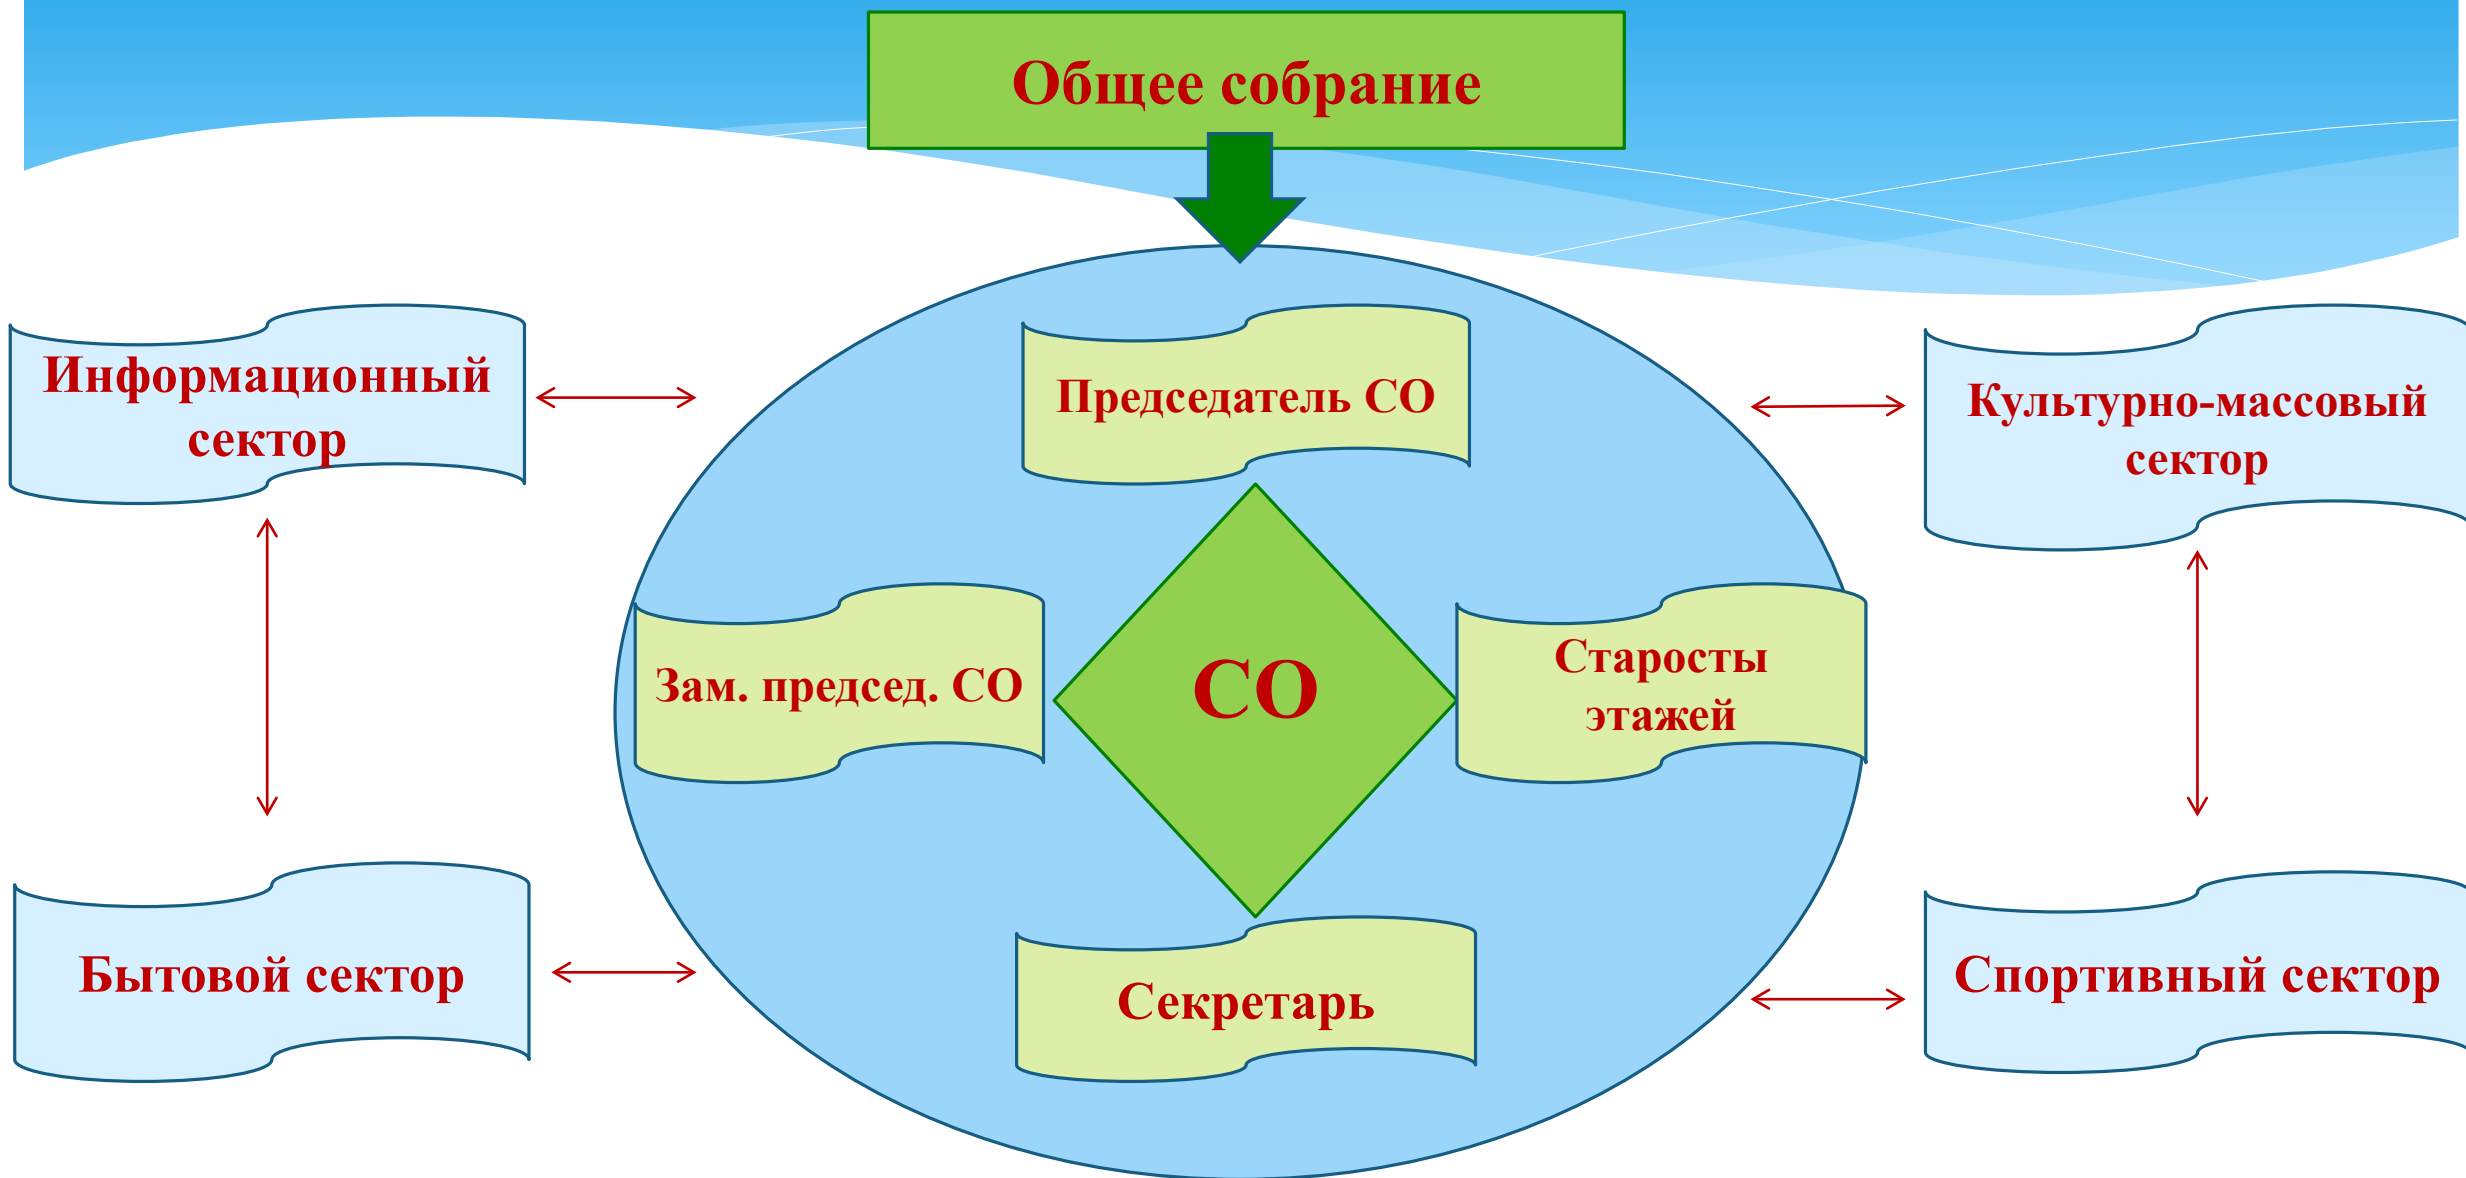 Общее собрание
Информационный
сектор
Председатель СО
Культурно-массовый
сектор
Зам. председ. СО
СО
Старосты
этажей
Бытовой сектор
Секретарь
Спортивный сектор